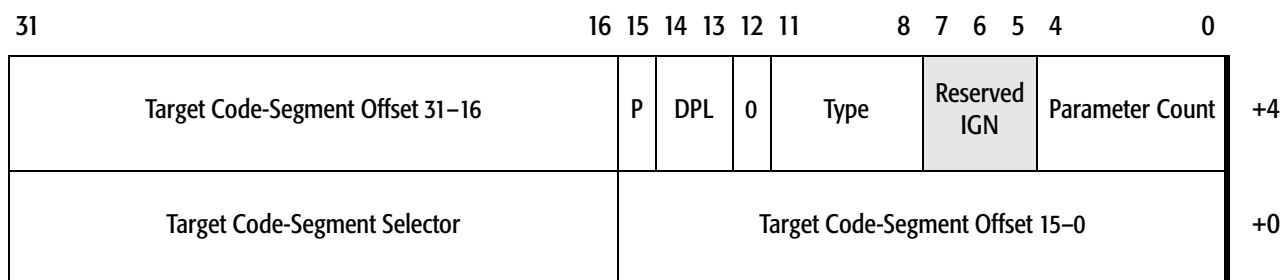 31 16 15 14 13 12 11 8 7 6 5 4 0
Target Code-Segment Offset 31–16 P DPL 0 Type Reserved IGN Parameter Count +4
Target Code-Segment Selector Target Code-Segment Offset 15–0 +0